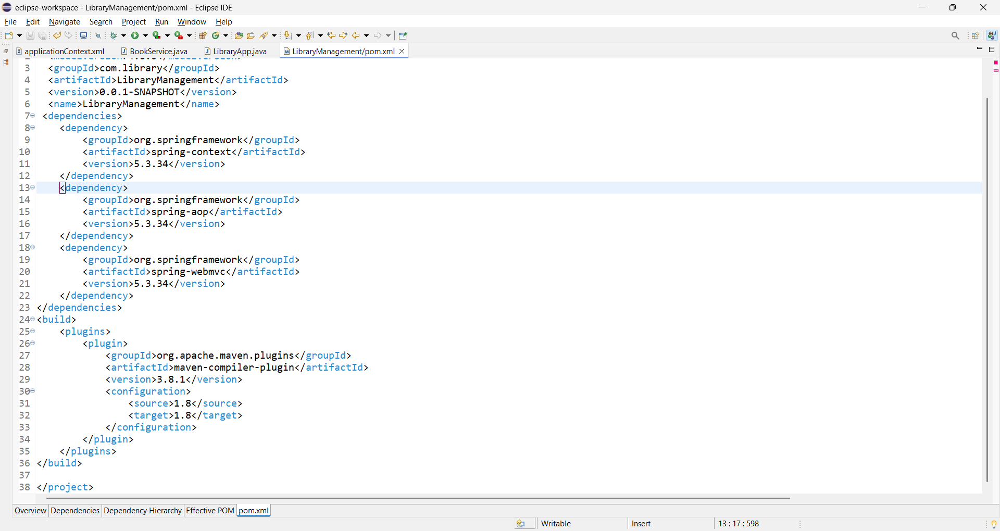 eclipse-workspace - LibraryManagement/pom.xml - Eclipse IDE
File Edit Navigate Search Project Run Window Help
applicationContext.xml BookService.java LibraryApp.java LibraryManagement/pom.xml
3 <groupId>com.library</groupId>
4 <artifactId>LibraryManagement</artifactId>
5 <version>0.0.1-SNAPSHOT</version>
6 <name>LibraryManagement</name>
7 <dependencies>
8 <dependency>
9 <groupId>org.springframework</groupId>
10 <artifactId>spring-context</artifactId>
11 <version>5.3.34</version>
12 </dependency>
13 <dependency>
14 <groupId>org.springframework</groupId>
15 <artifactId>spring-aop</artifactId>
16 <version>5.3.34</version>
17 </dependency>
18 <dependency>
19 <groupId>org.springframework</groupId>
20 <artifactId>spring-webmvc</artifactId>
21 <version>5.3.34</version>
22 </dependency>
23 </dependencies>
24 <build>
25 <plugins>
26 <plugin>
27 <groupId>org.apache.maven.plugins</groupId>
28 <artifactId>maven-compiler-plugin</artifactId>
29 <version>3.8.1</version>
30 <configuration>
31 <source>1.8</source>
32 <target>1.8</target>
33 </configuration>
34 </plugin>
35 </plugins>
36 </build>
37
38 </project>
Overview Dependencies Dependency Hierarchy Effective POM pom.xml
Writable Insert 13 : 17 : 598